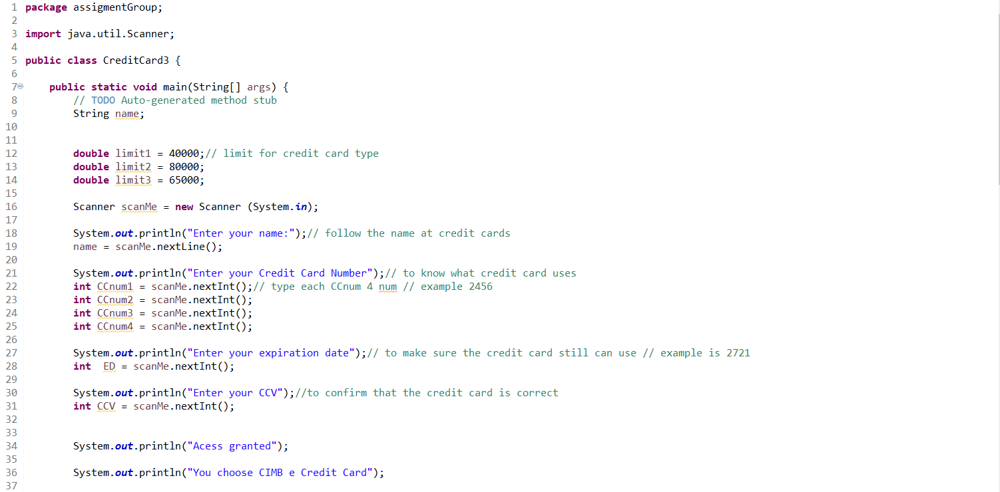 1 package assigmentGroup;
2
3 import java.util.Scanner;
4
5 public class CreditCard3 {
6
7 public static void main(String[] args) {
8 // TODO Auto-generated method stub
9 String name;
10
11
12 double limit1 = 40000;// limit for credit card type
13 double limit2 = 80000;
14 double limit3 = 65000;
15
16 Scanner scanMe = new Scanner (System.in);
17
18 System.out.println("Enter your name:");// follow the name at credit cards
19 name = scanMe.nextLine();
20
21 System.out.println("Enter your Credit Card Number");// to know what credit card uses
22 int CCnum1 = scanMe.nextInt();// type each CCnum 4 num // example 2456
23 int CCnum2 = scanMe.nextInt();
24 int CCnum3 = scanMe.nextInt();
25 int CCnum4 = scanMe.nextInt();
26
27 System.out.println("Enter your expiration date");// to make sure the credit card still can use // example is 2721
28 int  ED = scanMe.nextInt();
29
30 System.out.println("Enter your CCV");//to confirm that the credit card is correct
31 int CCV = scanMe.nextInt();
32
33
34 System.out.println("Acess granted");
35
36 System.out.println("You choose CIMB e Credit Card");
37